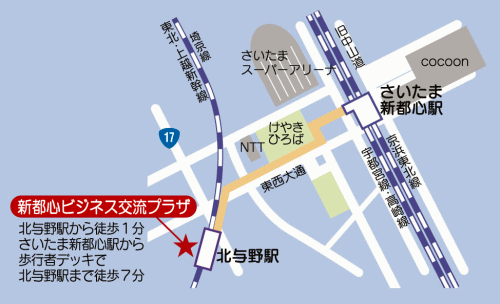 埼京線
東北・上越新幹線
さいたま
スーパーアリーナ
旧中山道
cocoon
さいたま
新都心駅
17
けやき
ひろば
NTT
東西大通
京浜東北線
宇都宮線・高崎線
新都心ビジネス交流プラザ
北与野駅から徒歩1分
さいたま新都心駅から
歩行者デッキで
北与野駅まで徒歩7分
北与野駅